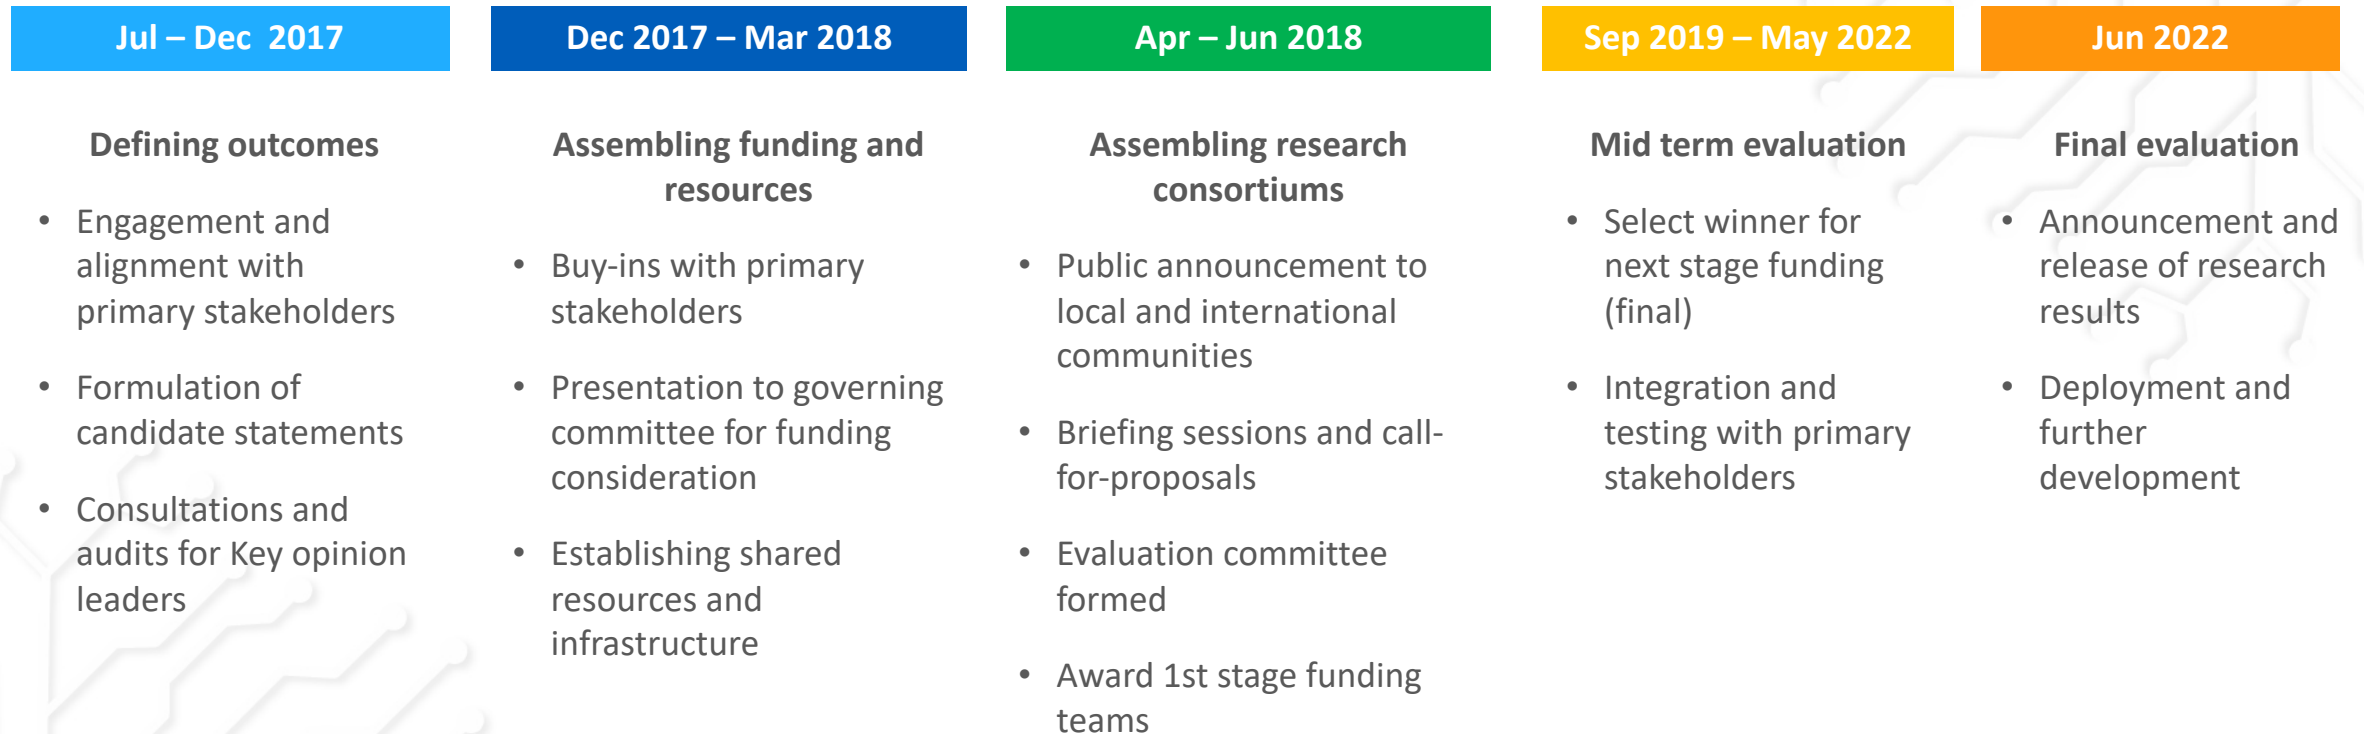 Jul – Dec  2017
Defining outcomes
• Engagement and
alignment with
primary stakeholders
• Formulation of
candidate statements
• Consultations and
audits for Key opinion
leaders
Dec 2017 – Mar 2018
Assembling funding and
resources
• Buy-ins with primary
stakeholders
• Presentation to governing
committee for funding
consideration
• Establishing shared
resources and
infrastructure
Apr – Jun 2018
Assembling research
consortiums
• Public announcement to
local and international
communities
• Briefing sessions and call-
for-proposals
• Evaluation committee
formed
• Award 1st stage funding
teams
Sep 2019 – May 2022
Mid term evaluation
• Select winner for
next stage funding
(final)
• Integration and
testing with primary
stakeholders
Jun 2022
Final evaluation
• Announcement and
release of research
results
• Deployment and
further
development